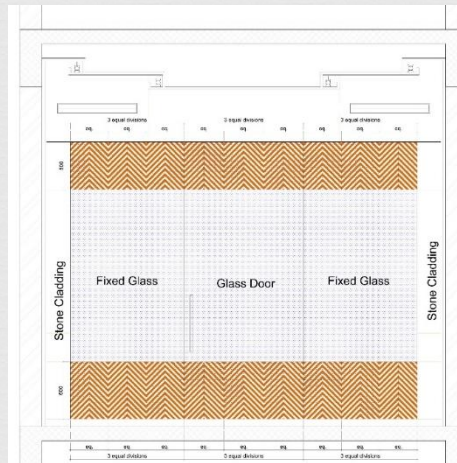 3 equal divisions 3 equal divisions 3 equal divisions
eq. eq. eq. eq. eq. eq. eq. eq. eq.
500
Stone Cladding
Fixed Glass
Glass Door
Fixed Glass
Stone Cladding
600
eq. eq. eq. eq. eq. eq. eq. eq. eq.
3 equal divisions 3 equal divisions 3 equal divisions